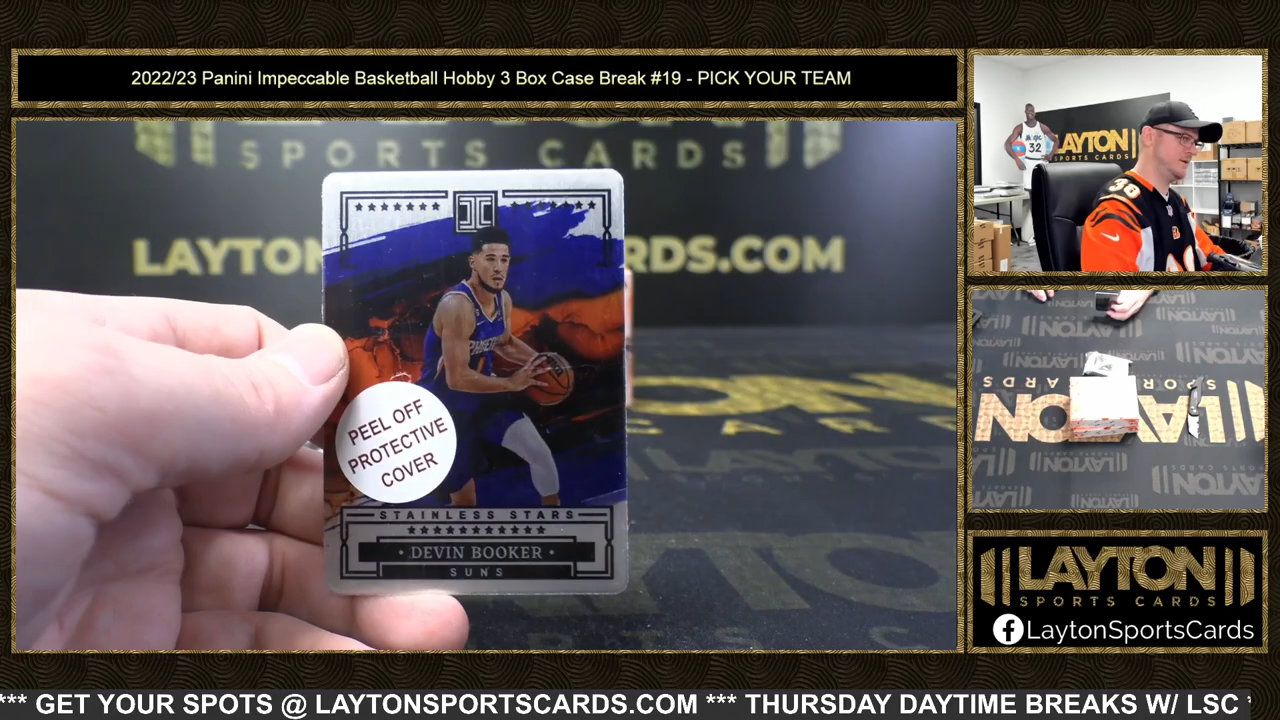 2022/23 Panini Impeccable Basketball Hobby 3 Box Case Break #19 - PICK YOUR TEAM
SPORTS CARDS
LAYTON
RDS.COM
PEEL OFF
PROTECTIVE
COVER
STAINLESS STARS
DEVIN BOOKER
SUNS
32
LAYTON
SPORTS CARDS
30
LAYTON
SPORTS CARDS
LaytonSportsCards
*** GET YOUR SPOTS @ LAYTONSPORTSCARDS.COM *** THURSDAY DAYTIME BREAKS W/ LSC